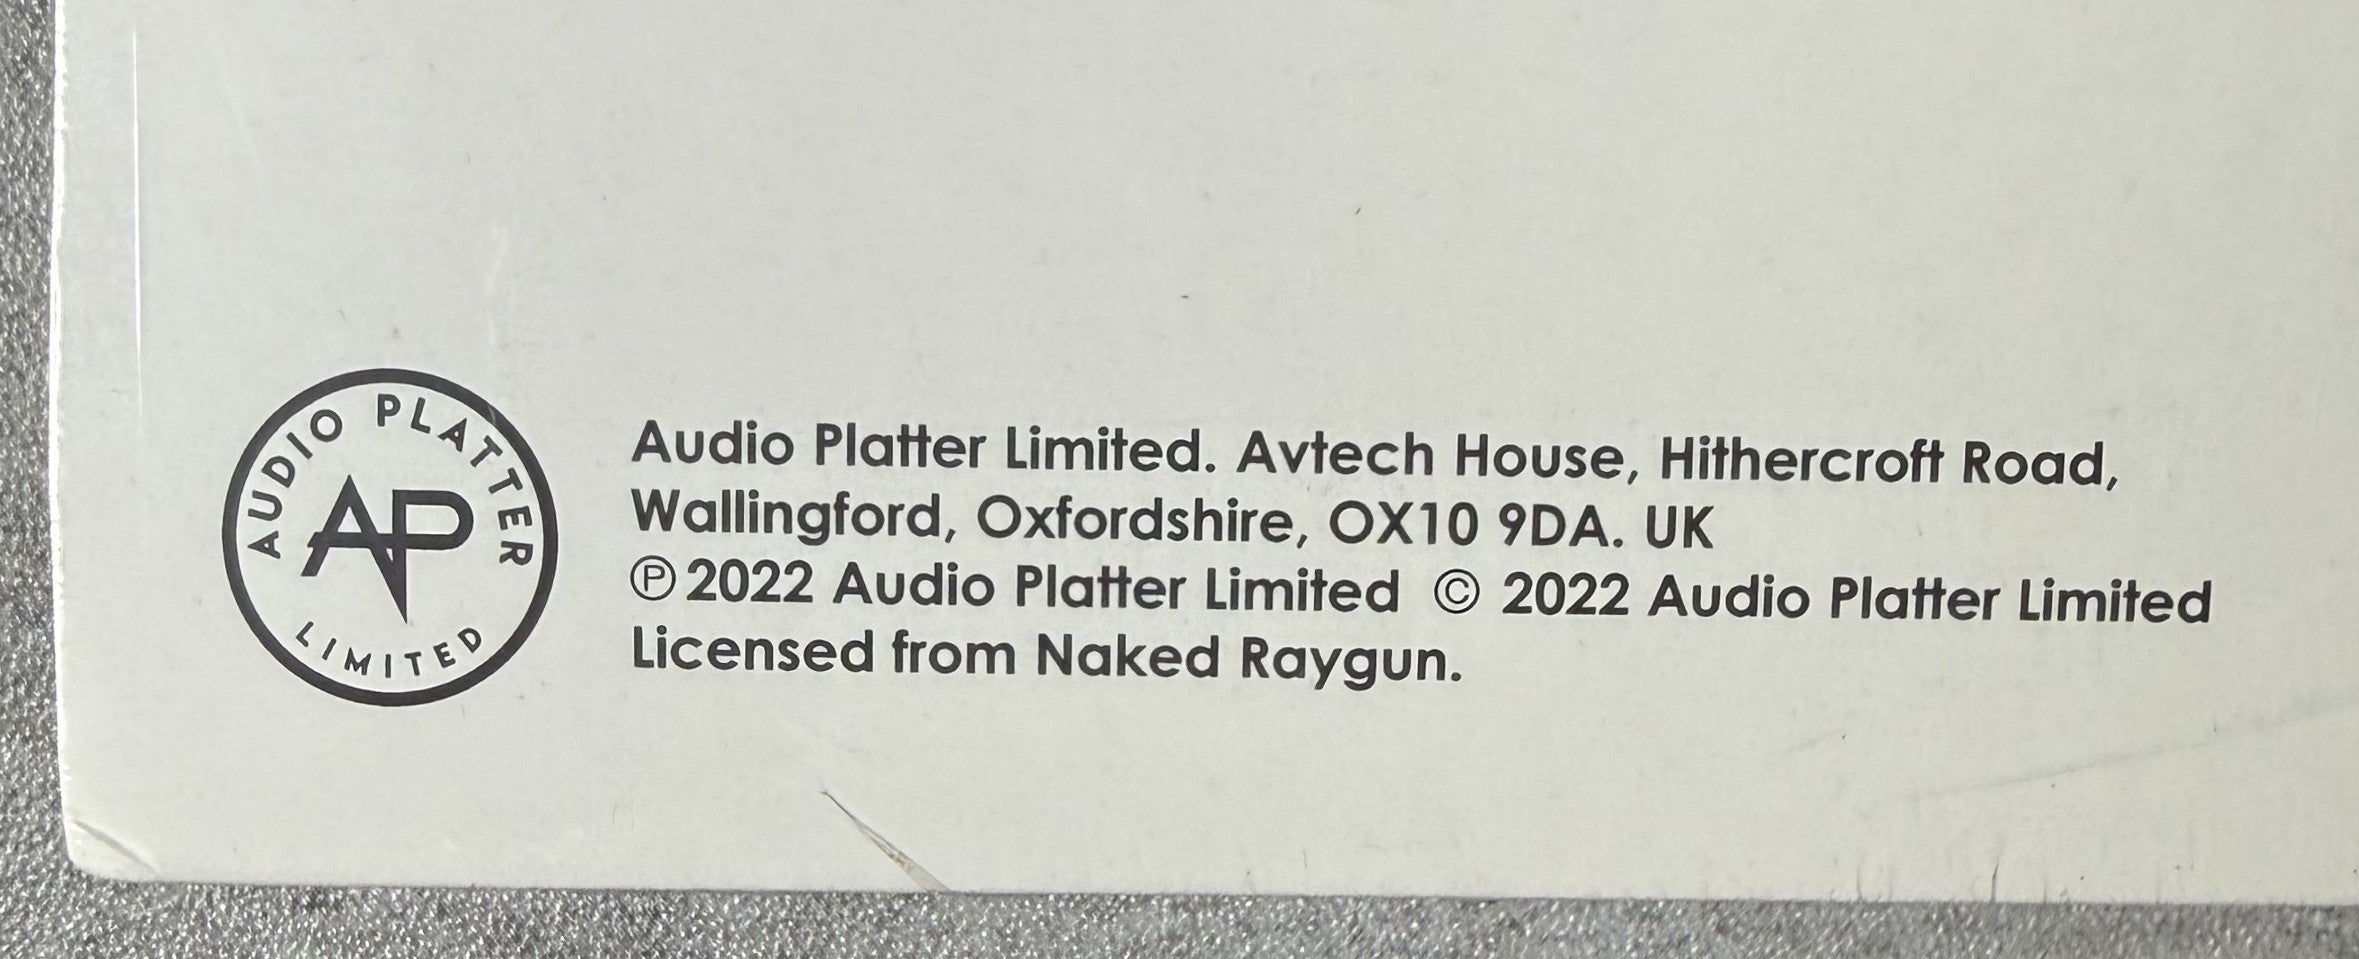 AUDIO PLATTER
AP
LIMITED
Audio Platter Limited. Avtech House, Hithercroft Road,
Wallingford, Oxfordshire, OX10 9DA. UK
℗ 2022 Audio Platter Limited © 2022 Audio Platter Limited
Licensed from Naked Raygun.